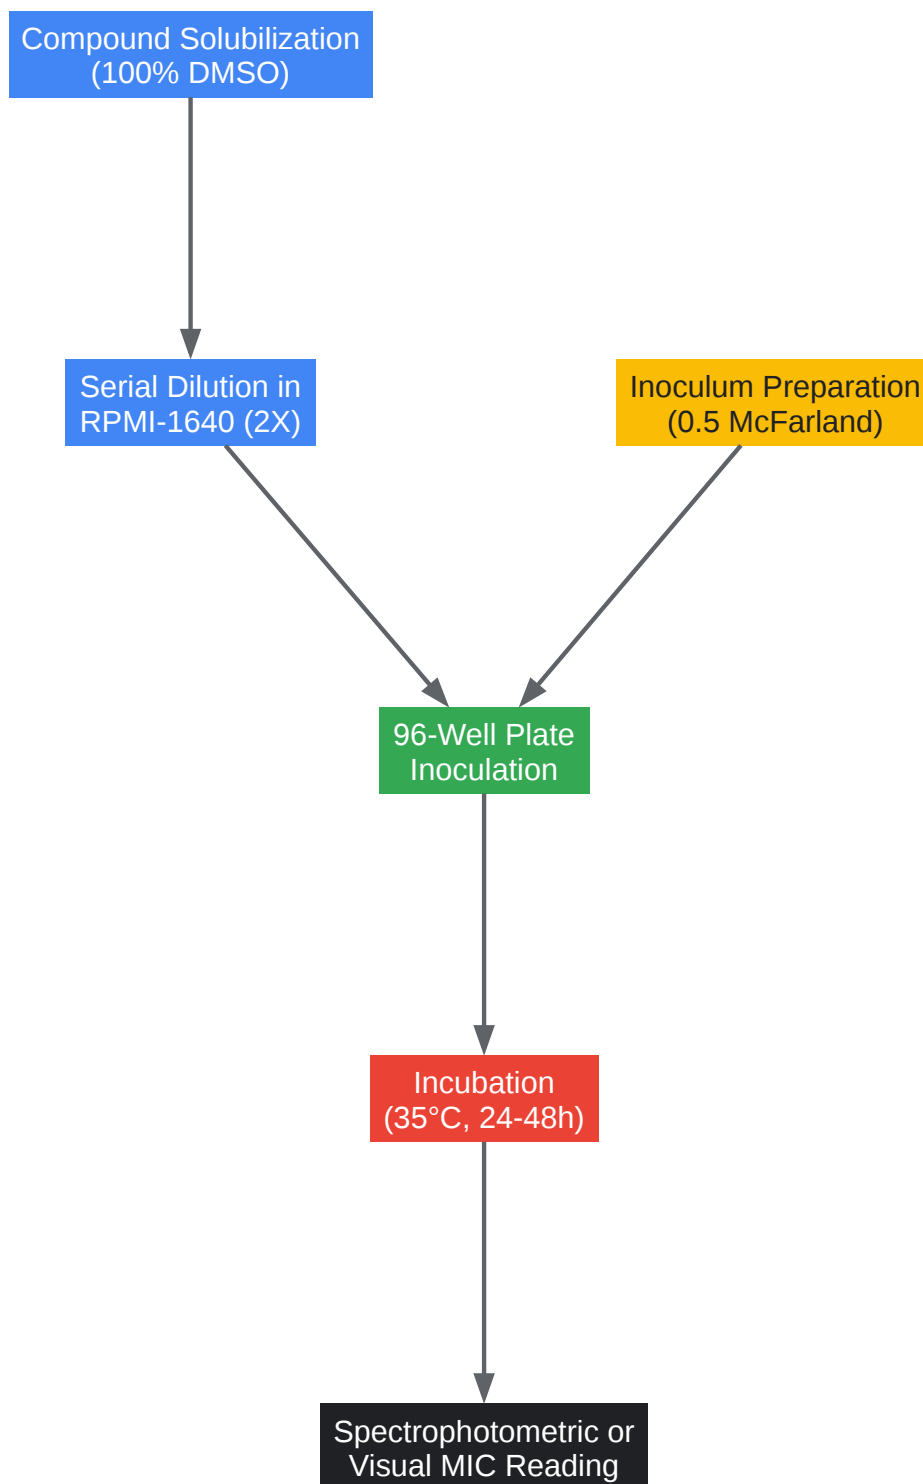 Compound Solubilization
(100% DMSO)
Serial Dilution in
RPMI-1640 (2X)
Inoculum Preparation
(0.5 McFarland)
96-Well Plate
Inoculation
Incubation
(35°C, 24-48h)
Spectrophotometric or
Visual MIC Reading